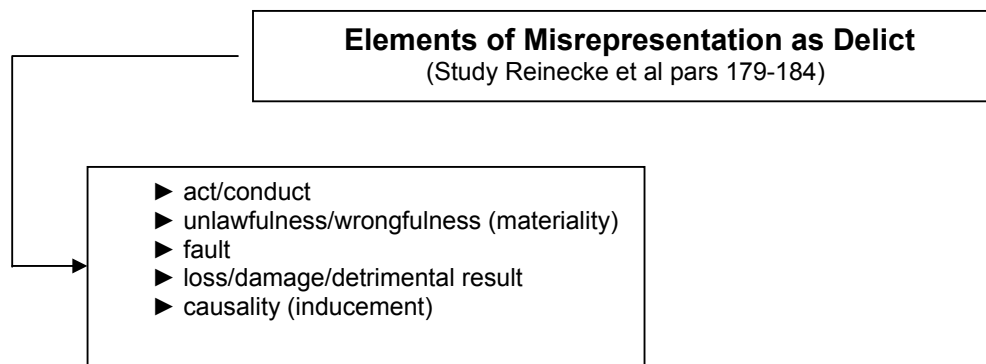 Elements of Misrepresentation as Delict
(Study Reinecke et al pars 179-184)
► act/conduct
► unlawfulness/wrongfulness (materiality)
► fault
► loss/damage/detrimental result
► causality (inducement)